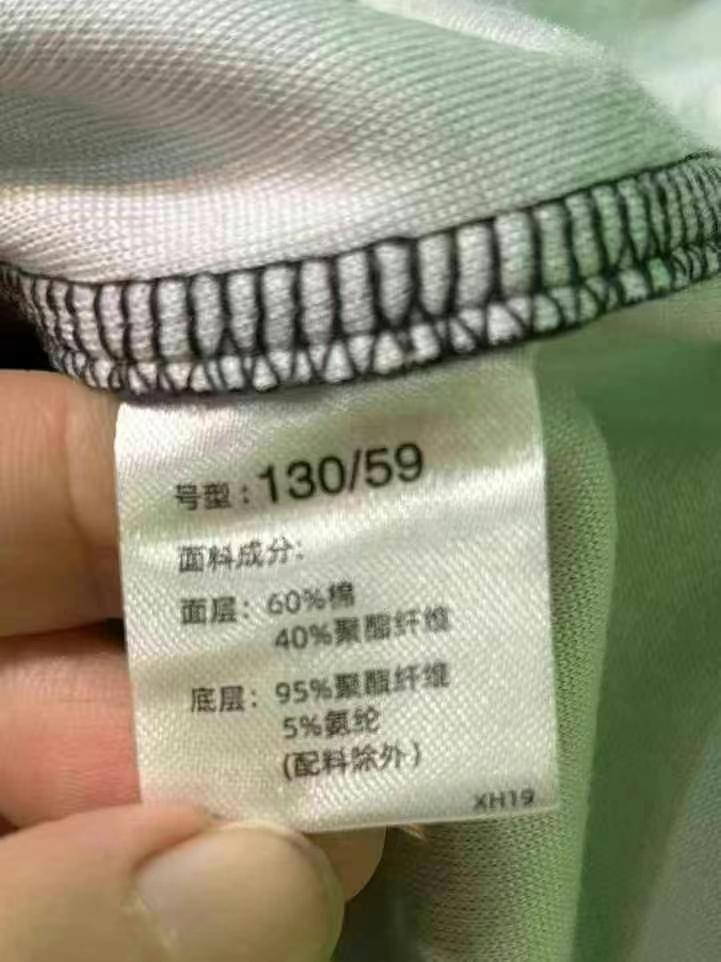 号型：130/59
面料成分：
面层：60%棉
40%聚酯纤维
底层：95%聚酯纤维
5%氨纶
(配料除外)
XH19